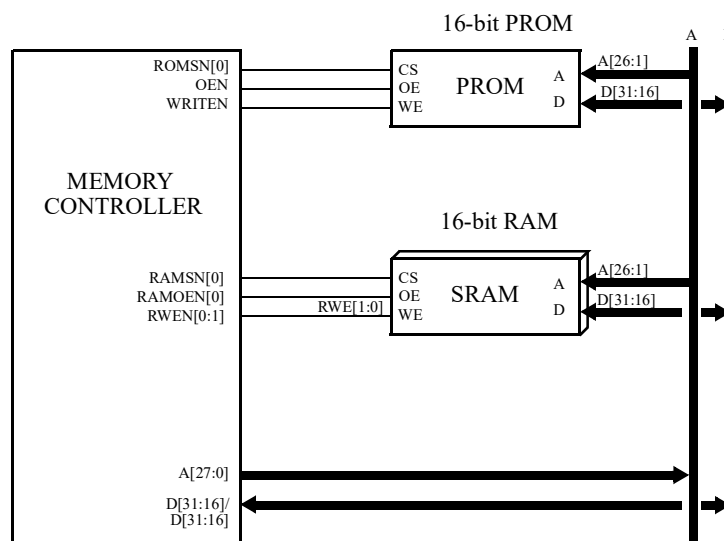 16-bit PROM
A
ROMSN[0]
OEN
WRITEN
CS
OE
WE
PROM
A
D
A[26:1]
D[31:16]
MEMORY
CONTROLLER
16-bit RAM
RAMSN[0]
RAMOEN[0]
RWEN[0:1]
RWE[1:0]
CS
OE
WE
SRAM
A
D
A[26:1]
D[31:16]
A[27:0]
D[31:16]/
D[31:16]